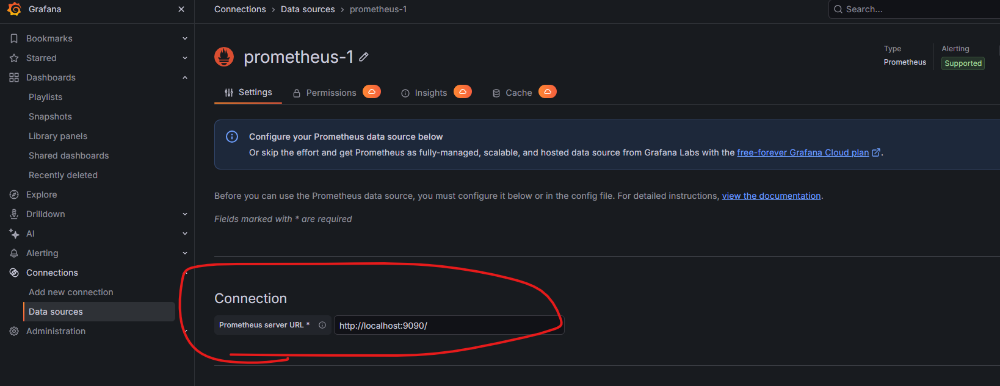 Grafana
Connections › Data sources › prometheus-1
Search...
Bookmarks
Starred
Dashboards
Playlists
Snapshots
Library panels
Shared dashboards
Recently deleted
Explore
Drilldown
AI
Alerting
Connections
Add new connection
Data sources
Administration
prometheus-1
Type
Prometheus
Alerting
Supported
Settings
Permissions
Insights
Cache
Configure your Prometheus data source below
Or skip the effort and get Prometheus as fully-managed, scalable, and hosted data source from Grafana Labs with the free-forever Grafana Cloud plan.
Before you can use the Prometheus data source, you must configure it below or in the config file. For detailed instructions, view the documentation.
Fields marked with * are required
Connection
Prometheus server URL *
http://localhost:9090/